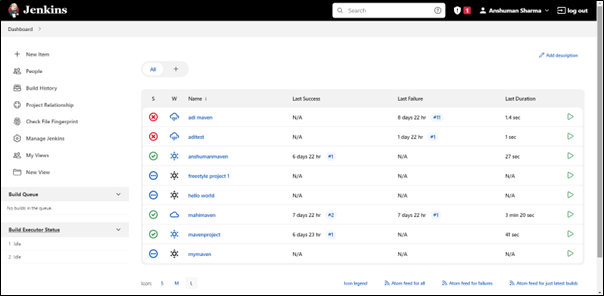 Jenkins Search 1 Anshuman Sharma log out
Dashboard
New Item
People
Build History
Project Relationship
Check File Fingerprint
Manage Jenkins
My Views
New View
Build Queue
No builds in the queue.
Build Executor Status
1 Idle
2 Idle
Add description
All +
S W Name ↓ Last Success Last Failure Last Duration
adi maven N/A 8 days 22 hr #11 1.4 sec
aditest N/A 1 day 22 hr #1 1 sec
anshumanmaven 6 days 22 hr #1 N/A 27 sec
freestyle project 1 N/A N/A N/A
hello world N/A N/A N/A
mahimaven 7 days 22 hr #2 7 days 22 hr #1 3 min 20 sec
mavenproject 6 days 23 hr #1 N/A 41 sec
mymaven N/A N/A N/A
Icon: S M L Icon legend Atom feed for all Atom feed for failures Atom feed for just latest builds